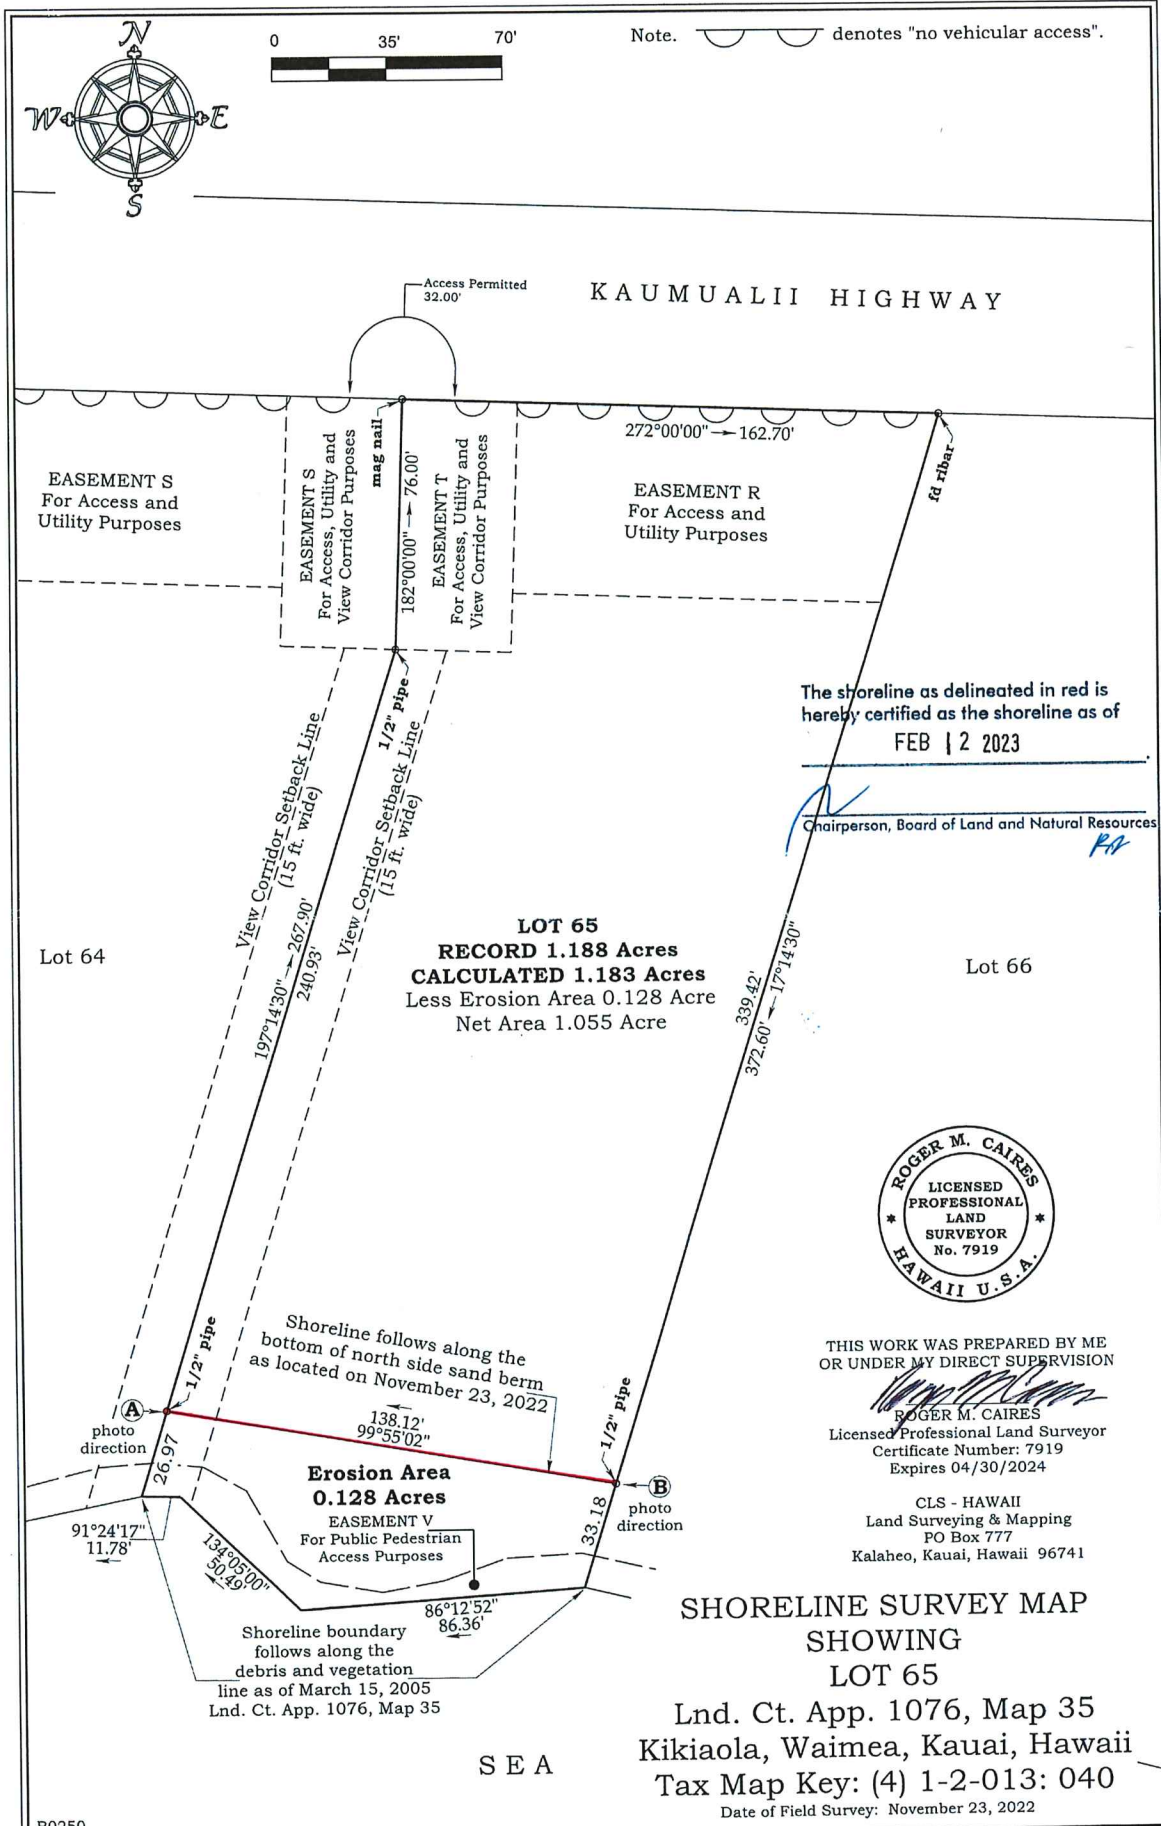 N
W
E
S
0 35' 70'
Note. denotes "no vehicular access".
Access Permitted
32.00'
KAUMUALII HIGHWAY
272°00'00" 162.70'
mag nail
fd ribar
EASEMENT S
For Access and
Utility Purposes
EASEMENT S
For Access, Utility and
View Corridor Purposes
182°00'00" 76.00'
EASEMENT T
For Access, Utility and
View Corridor Purposes
EASEMENT R
For Access and
Utility Purposes
1/2" pipe
View Corridor Setback Line
(15 ft. wide)
View Corridor Setback Line
(15 ft. wide)
The shoreline as delineated in red is
hereby certified as the shoreline as of
FEB 12 2023
Chairperson, Board of Land and Natural Resources
197°14'30" 267.90'
240.93'
Lot 64
LOT 65
RECORD 1.188 Acres
CALCULATED 1.183 Acres
Less Erosion Area 0.128 Acre
Net Area 1.055 Acre
339.42'
372.60' 17°14'30"
Lot 66
ROGER M. CAIRES
LICENSED
PROFESSIONAL
LAND
SURVEYOR
No. 7919
HAWAII U.S.A.
THIS WORK WAS PREPARED BY ME
OR UNDER MY DIRECT SUPERVISION
ROGER M. CAIRES
Licensed Professional Land Surveyor
Certificate Number: 7919
Expires 04/30/2024
CLS - HAWAII
Land Surveying & Mapping
PO Box 777
Kalaheo, Kauai, Hawaii 96741
Shoreline follows along the
bottom of north side sand berm
as located on November 23, 2022
1/2" pipe
A
photo
direction
138.12'
99°55'02"
1/2" pipe
B
photo
direction
26.97
33.18
Erosion Area
0.128 Acres
EASEMENT V
For Public Pedestrian
Access Purposes
91°24'17"
11.78'
134°05'00"
50.49'
86°12'52"
86.36'
Shoreline boundary
follows along the
debris and vegetation
line as of March 15, 2005
Lnd. Ct. App. 1076, Map 35
SEA
SHORELINE SURVEY MAP
SHOWING
LOT 65
Lnd. Ct. App. 1076, Map 35
Kikiaola, Waimea, Kauai, Hawaii
Tax Map Key: (4) 1-2-013: 040
Date of Field Survey: November 23, 2022